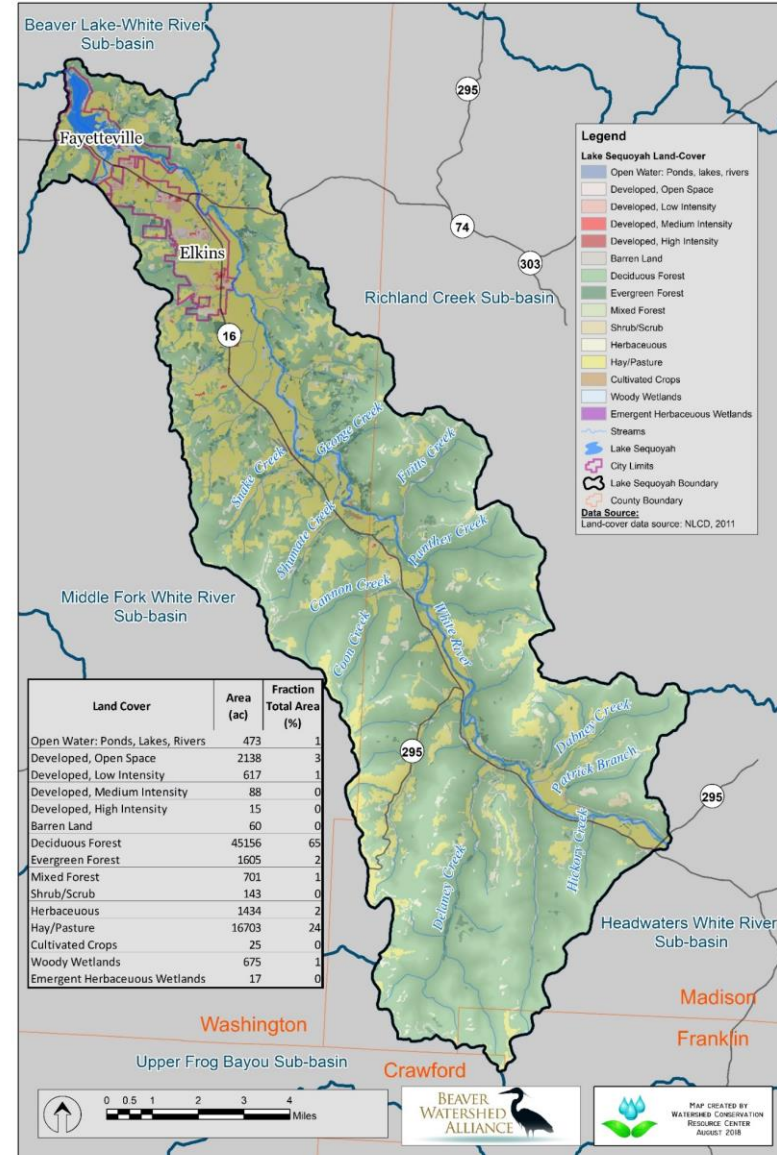 Beaver Lake-White River
Sub-basin
Fayetteville
Elkins
295
74
303
Richland Creek Sub-basin
16
Legend
Lake Sequoyah Land-Cover
Open Water: Ponds, lakes, rivers
Developed, Open Space
Developed, Low Intensity
Developed, Medium Intensity
Developed, High Intensity
Barren Land
Deciduous Forest
Evergreen Forest
Mixed Forest
Shrub/Scrub
Herbaceuous
Hay/Pasture
Cultivated Crops
Woody Wetlands
Emergent Herbaceuous Wetlands
Streams
Lake Sequoyah
City Limits
Lake Sequoyah Boundary
County Boundary
Data Source:
Land-cover data source: NLCD, 2011
George Creek
Fritts Creek
Snake Creek
Shumate Creek
Panther Creek
Cannon Creek
Coon Creek
White River
Middle Fork White River
Sub-basin
Dabney Creek
Patrick Branch
295
295
Hickory Creek
Delaney Creek
Headwaters White River
Sub-basin
Land Cover Area (ac) Fraction Total Area (%)
Open Water: Ponds, Lakes, Rivers 473 1
Developed, Open Space 2138 3
Developed, Low Intensity 617 1
Developed, Medium Intensity 88 0
Developed, High Intensity 15 0
Barren Land 60 0
Deciduous Forest 45156 65
Evergreen Forest 1605 2
Mixed Forest 701 1
Shrub/Scrub 143 0
Herbaceuous 1434 2
Hay/Pasture 16703 24
Cultivated Crops 25 0
Woody Wetlands 675 1
Emergent Herbaceuous Wetlands 17 0
Washington
Madison
Franklin
Crawford
Upper Frog Bayou Sub-basin
0 0.5 1 2 3 4
Miles
BEAVER
WATERSHED
ALLIANCE
MAP CREATED BY
WATERSHED CONSERVATION
RESOURCE CENTER
AUGUST 2018